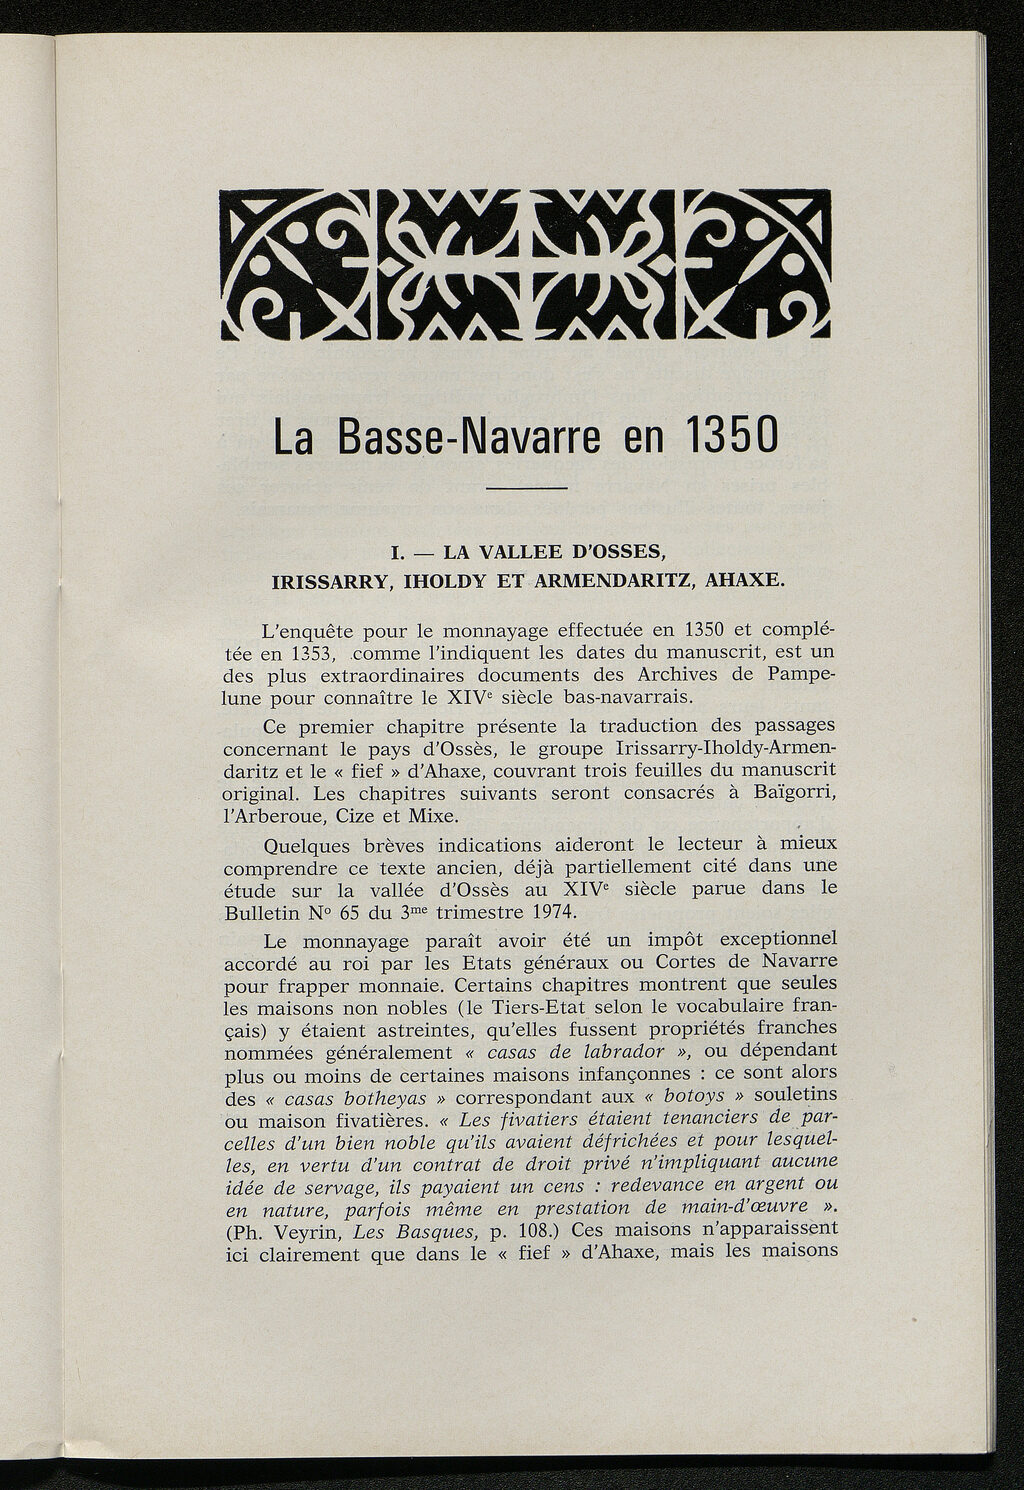 La Basse-Navarre en 1350
I. — LA VALLEE D'OSSES,
IRISSARRY, IHOLDY ET ARMENDARITZ, AHAXE.
L'enquête pour le monnayage effectuée en 1350 et complé-
tée en 1353, .comme l'indiquent les dates du manuscrit, est un
des plus extraordinaires documents des Archives de Pampe-
lune pour connaître le XIVe siècle bas-navarrais.
Ce premier chapitre présente la traduction des passages
concernant le pays d'Ossès, le groupe Irissarry-Iholdy-Armen-
daritz et le « fief » d'Ahaxe, couvrant trois feuilles du manuscrit
original. Les chapitres suivants seront consacrés à Baïgorri,
l'Arberoue, Cize et Mixe.
Quelques brèves indications aideront le lecteur à mieux
comprendre ce texte ancien, déjà partiellement cité dans une
étude sur la vallée d'Ossès au XIVe siècle parue dans le
Bulletin No 65 du 3me trimestre 1974.
Le monnayage paraît avoir été un impôt exceptionnel
accordé au roi par les Etats généraux ou Cortes de Navarre
pour frapper monnaie. Certains chapitres montrent que seules
les maisons non nobles (le Tiers-Etat selon le vocabulaire fran-
çais) y étaient astreintes, qu'elles fussent propriétés franches
nommées généralement « casas de labrador », ou dépendant
plus ou moins de certaines maisons infançonnes : ce sont alors
des « casas botheyas » correspondant aux « botoys » souletins
ou maison fivatières. « Les fivatiers étaient tenanciers de par-
celles d'un bien noble qu'ils avaient défrichées et pour lesquel-
les, en vertu d'un contrat de droit privé n'impliquant aucune
idée de servage, ils payaient un cens : redevance en argent ou
en nature, parfois même en prestation de main-d'œuvre ».
(Ph. Veyrin, Les Basques, p. 108.) Ces maisons n'apparaissent
ici clairement que dans le « fief » d'Ahaxe, mais les maisons